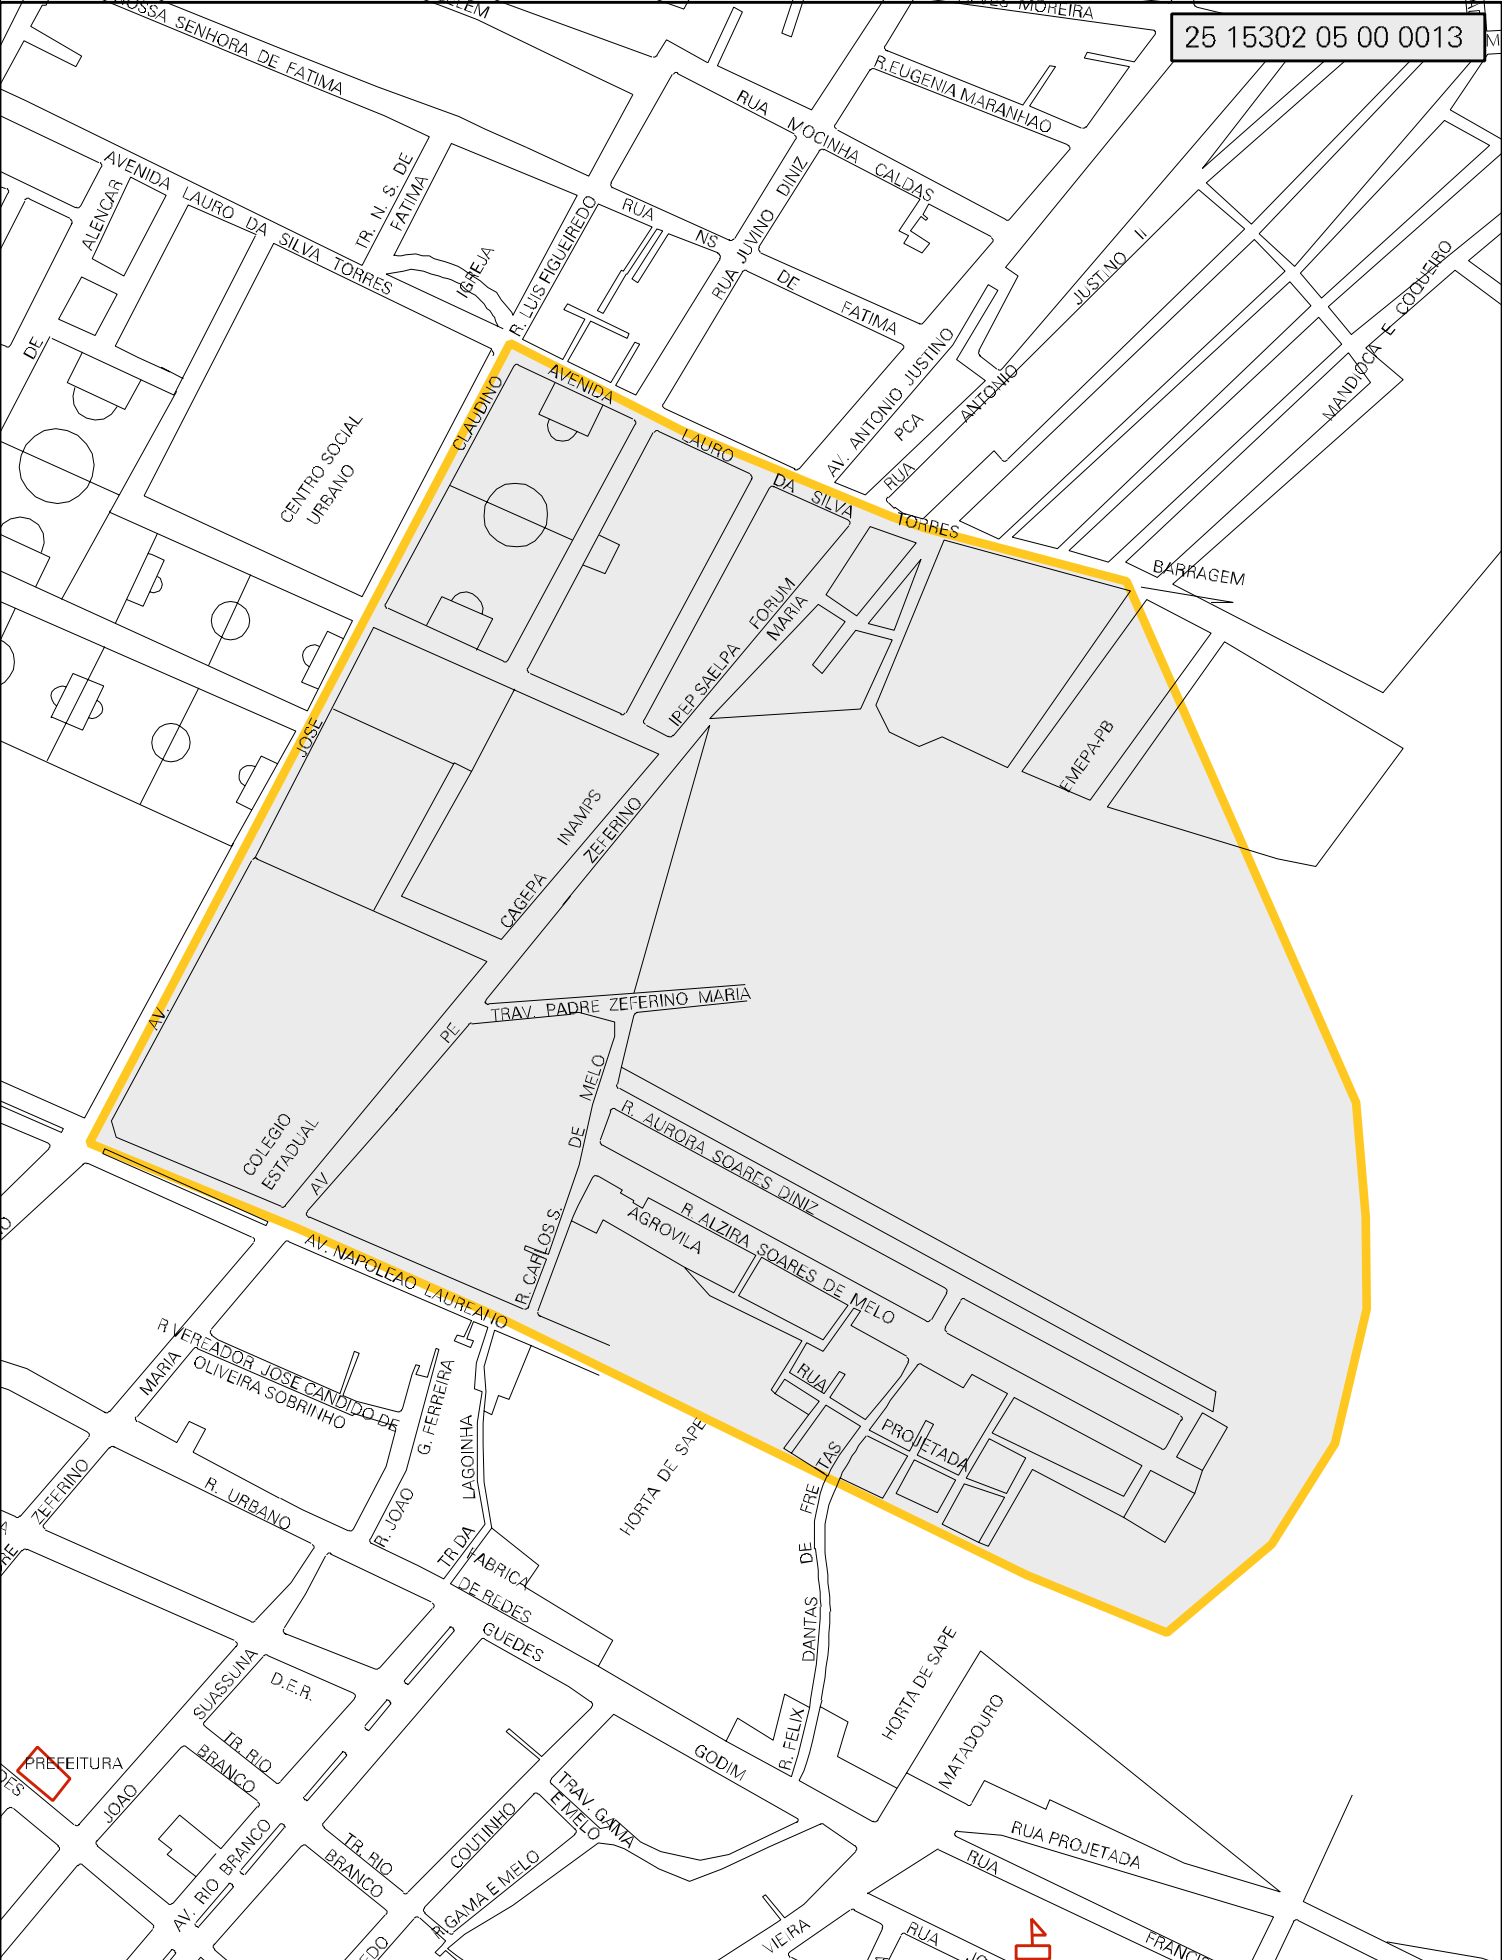 25 15302 05 00 0013
SENHORA DE FATIMA
MOREIRA
R.EUGENIA MARANHAO
RUA MOCINHA CALDAS
AVENIDA LAURO DA SILVA TORRES
ALENCAR
TR. N. S. DE
FATIMA
IGREJA
R. LUIS FIGUEIREDO
RUA NS DE FATIMA
RUA JUVINO DINIZ
DE
CENTRO SOCIAL
URBANO
AV. JOSE CLAUDINO
AVENIDA LAURO DA SILVA TORRES
AV. ANTONIO JUSTINO
PCA
RUA ANTONIO JUSTINO II
MANDIOCA E COQUEIRO
BARRAGEM
FORUM
MARIA
IPEP SAELPA
EMEPA-PB
INAMPS
ZEFERINO
CAGEPA
TRAV. PADRE ZEFERINO MARIA
PE
AV
COLEGIO
ESTADUAL
R. CARLOS S. DE MELO
R. AURORA SOARES DINIZ
R. ALZIRA SOARES DE MELO
AGROVILA
RUA PROJETADA
AV. NAPOLEAO LAUREANO
R VEREADOR JOSE CANDIDO DE
OLIVEIRA SOBRINHO
MARIA
ZEFERINO
R. JOAO G. FERREIRA
TR DA LAGOINHA
HORTA DE SAPE
R. FELIX DANTAS DE FREITAS
R. URBANO
FABRICA
DE REDES
GUEDES
GODIM
HORTA DE SAPE
MATADOURO
JOAO SUASSUNA
D.E.R.
TR. RIO
BRANCO
PREFEITURA
AV. RIO BRANCO
TR. RIO
BRANCO
COUTINHO
TRAV. GAMA
E MELO
R GAMA E MELO
RUA PROJETADA
RUA
VIEIRA
RUA